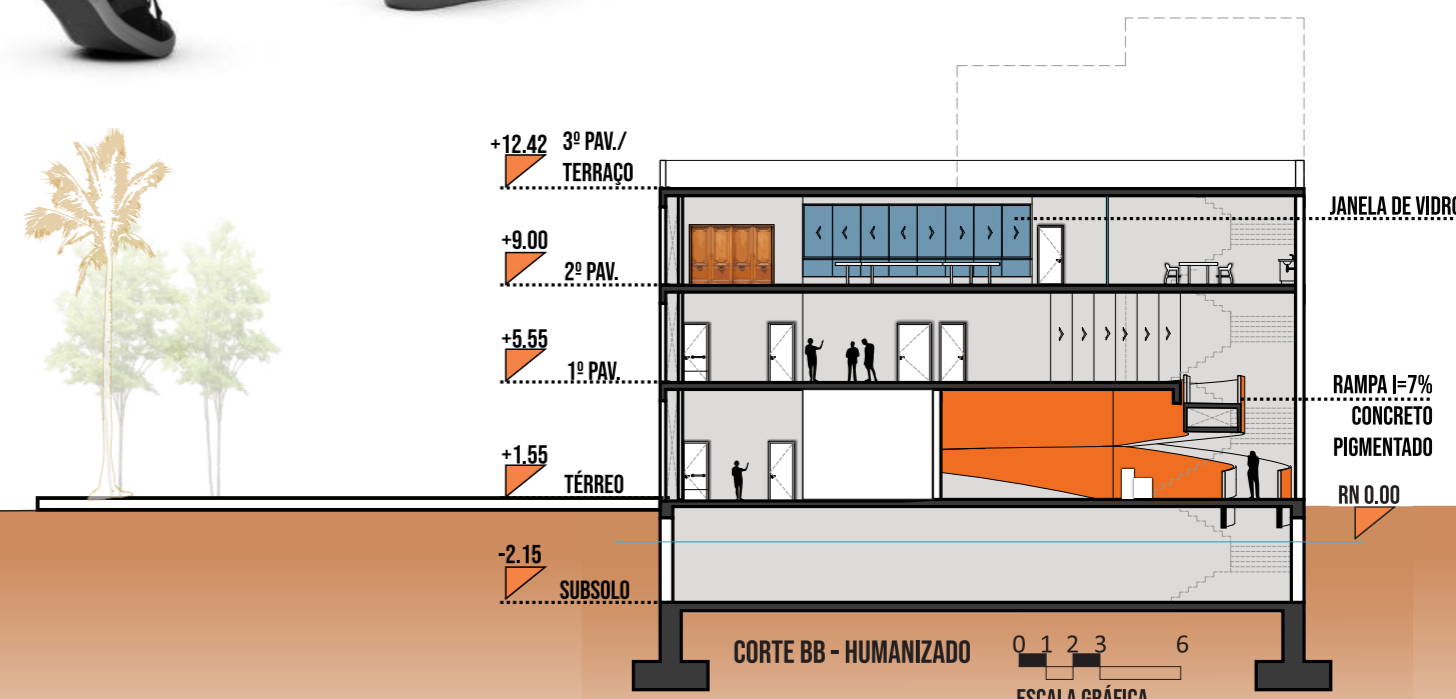 +12.42 3º PAV./
TERRAÇO
JANELA DE VIDRO
+9.00
2º PAV.
+5.55
1º PAV.
RAMPA I=7%
CONCRETO
PIGMENTADO
+1.55
TÉRREO
RN 0.00
-2.15
SUBSOLO
CORTE BB - HUMANIZADO
0 1 2 3 6
ESCALA GRÁFICA